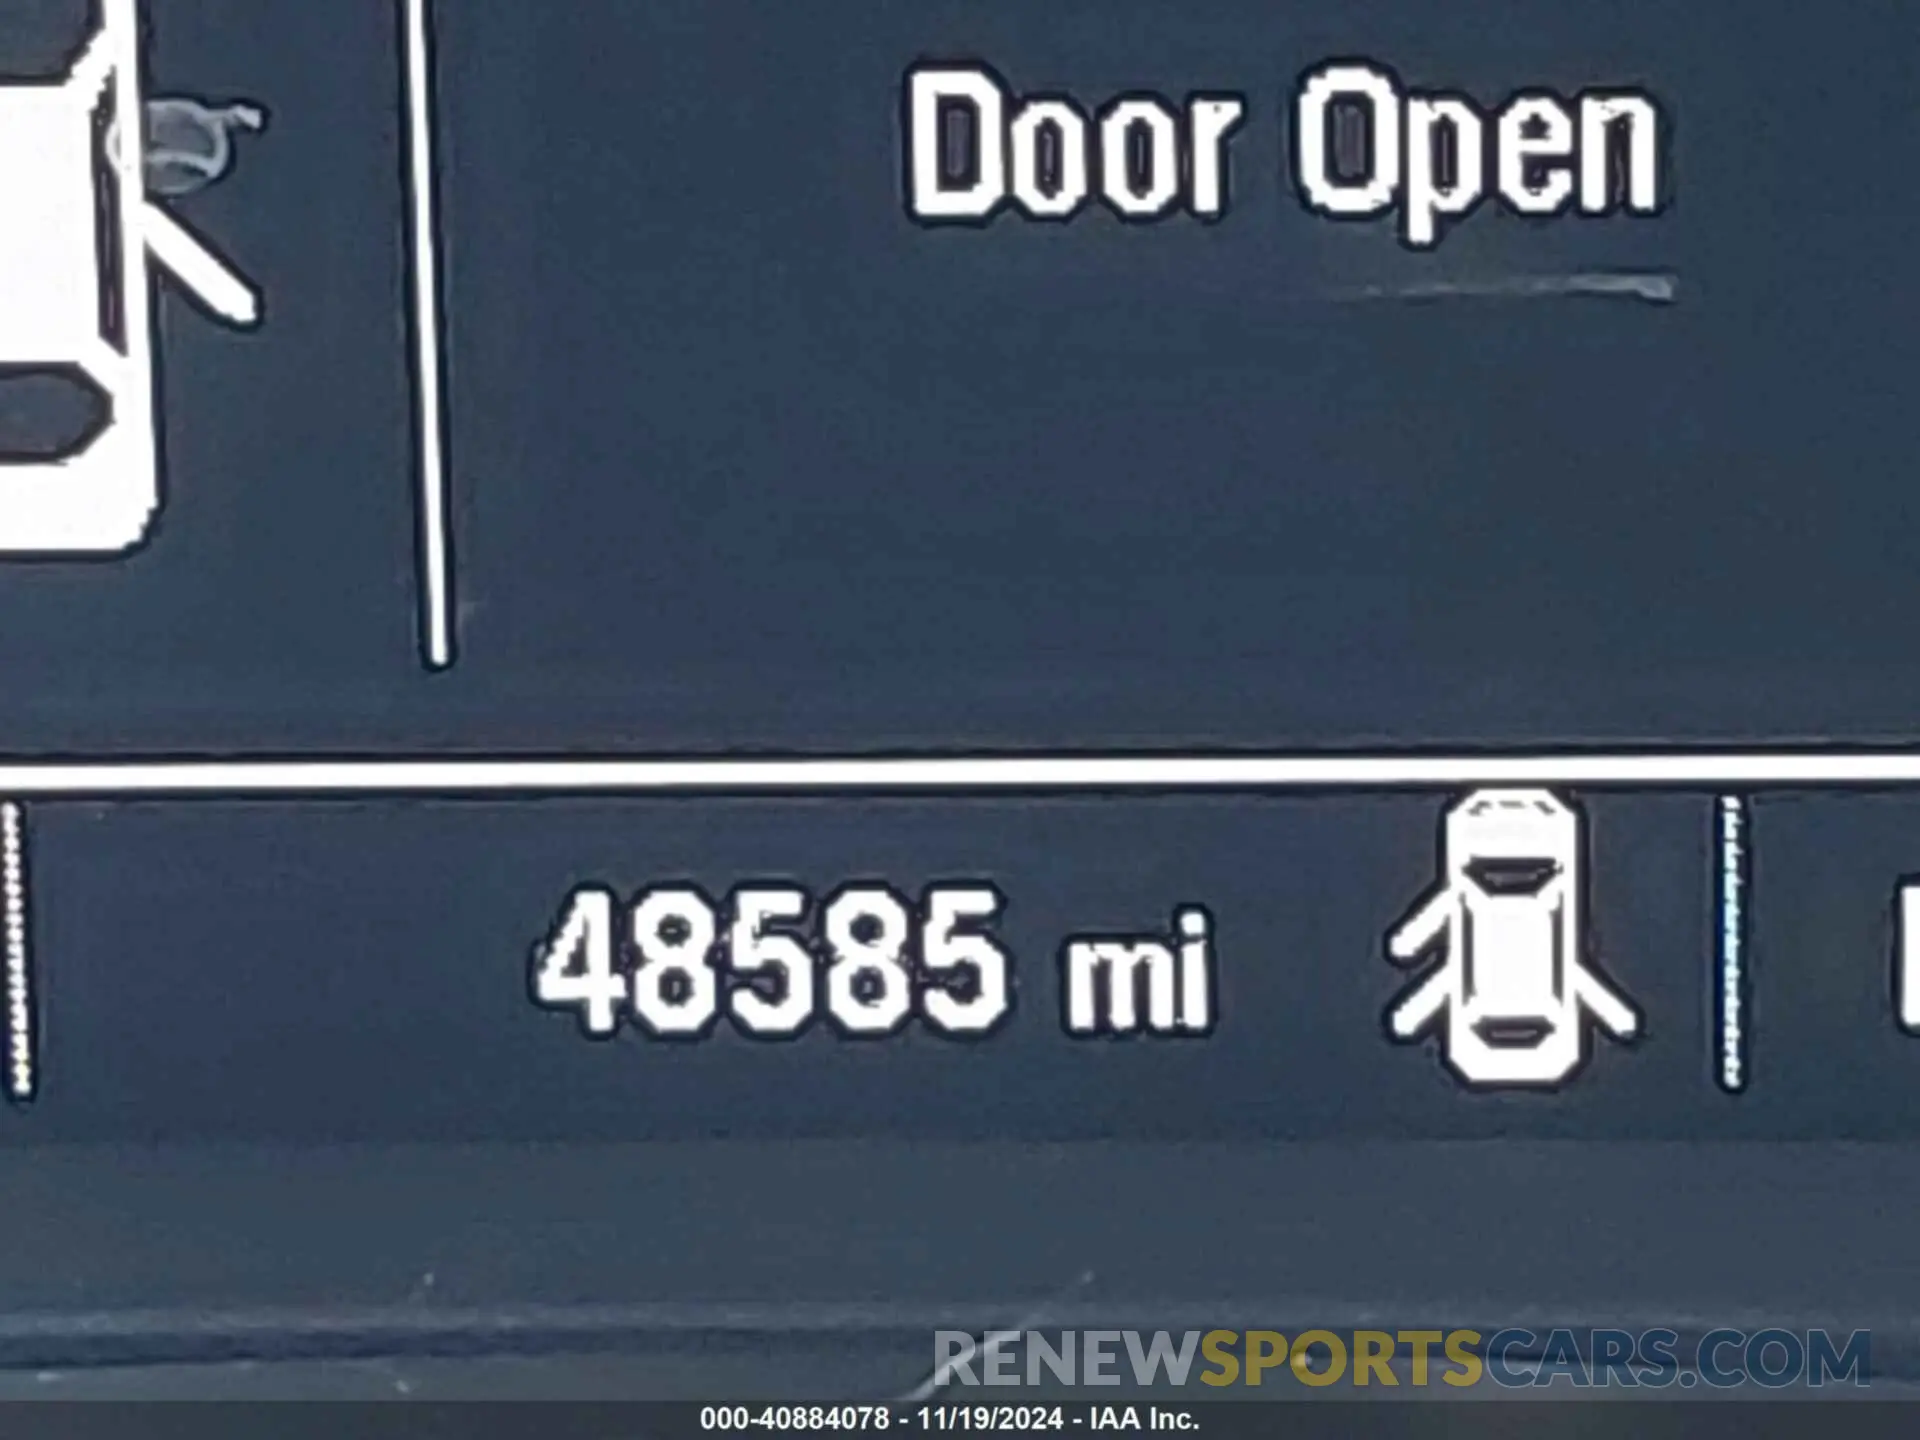 Door Open
48585 mi
RENEWSPORTSCARS.COM
000-40884078 - 11/19/2024 - IAA Inc.